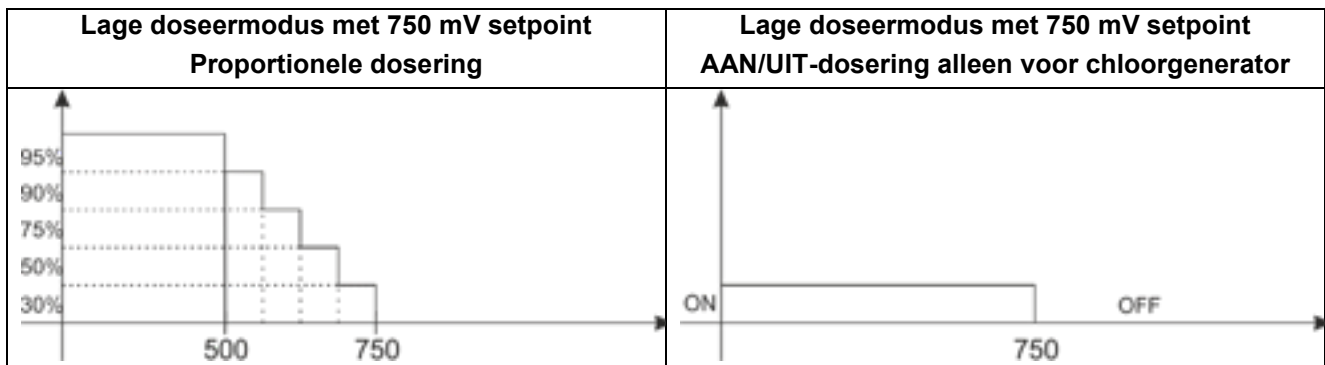 Lage doseermodus met 750 mV setpoint
Proportionele dosering
Lage doseermodus met 750 mV setpoint
AAN/UIT-dosering alleen voor chloorgenerator
95%
90%
75%
50%
30%
500 750
ON OFF
750